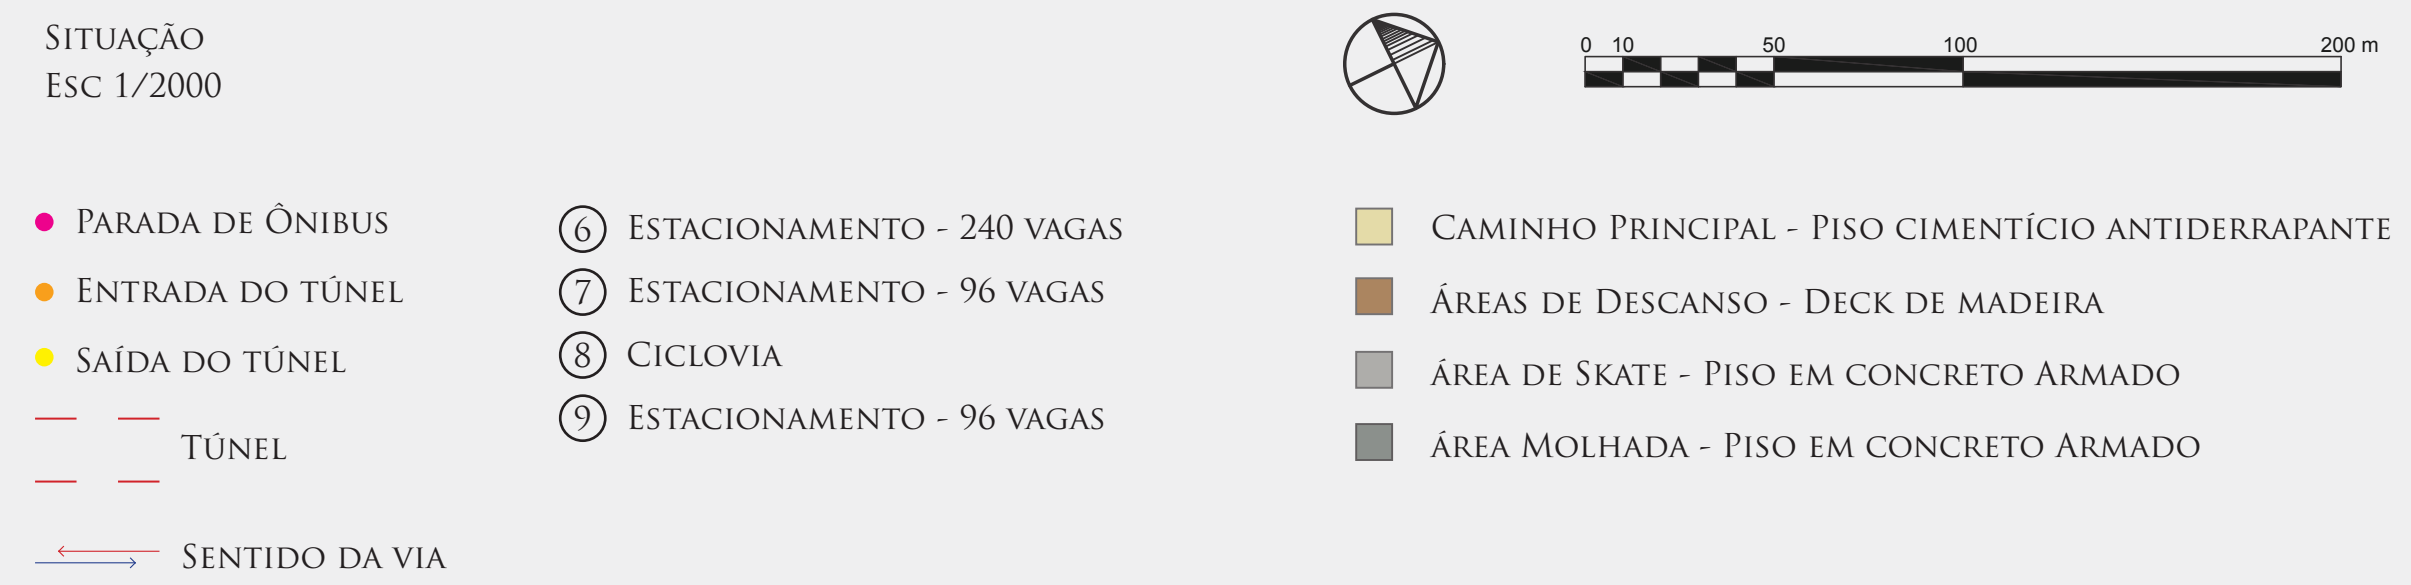 Situação
Esc 1/2000
0 10 50 100 200 m
Parada de Ônibus
Entrada do túnel
Saída do túnel
Túnel
Sentido da via
6 Estacionamento - 240 vagas
7 Estacionamento - 96 vagas
8 Ciclovia
9 Estacionamento - 96 vagas
Caminho Principal - Piso cimentício antiderrapante
Áreas de Descanso - Deck de madeira
área de Skate - Piso em concreto Armado
área Molhada - Piso em concreto Armado